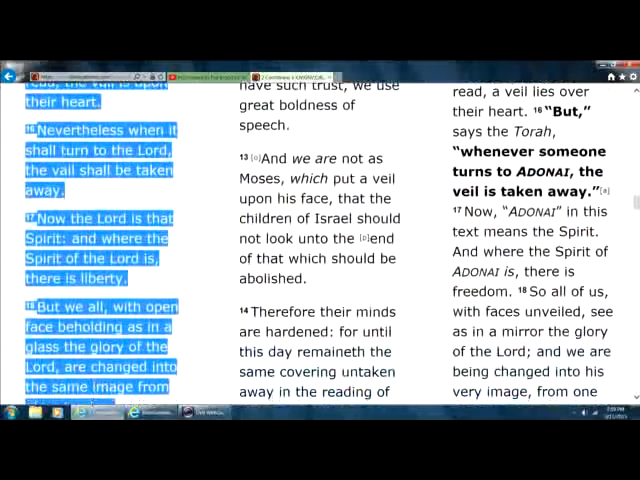 their heart.
16 Nevertheless when it
shall turn to the Lord,
the vail shall be taken
away.
17 Now the Lord is that
Spirit: and where the
Spirit of the Lord is,
there is liberty.
18 But we all, with open
face beholding as in a
glass the glory of the
Lord, are changed into
the same image from
have such trust, we use
great boldness of
speech.
13 [o]And we are not as
Moses, which put a veil
upon his face, that the
children of Israel should
not look unto the [p]end
of that which should be
abolished.
14 Therefore their minds
are hardened: for until
this day remaineth the
same covering untaken
away in the reading of
read, a veil lies over
their heart. 16 “But,”
says the Torah,
“whenever someone
turns to ADONAI, the
veil is taken away.”[a]
17 Now, “ADONAI” in this
text means the Spirit.
And where the Spirit of
ADONAI is, there is
freedom. 18 So all of us,
with faces unveiled, see
as in a mirror the glory
of the Lord; and we are
being changed into his
very image, from one